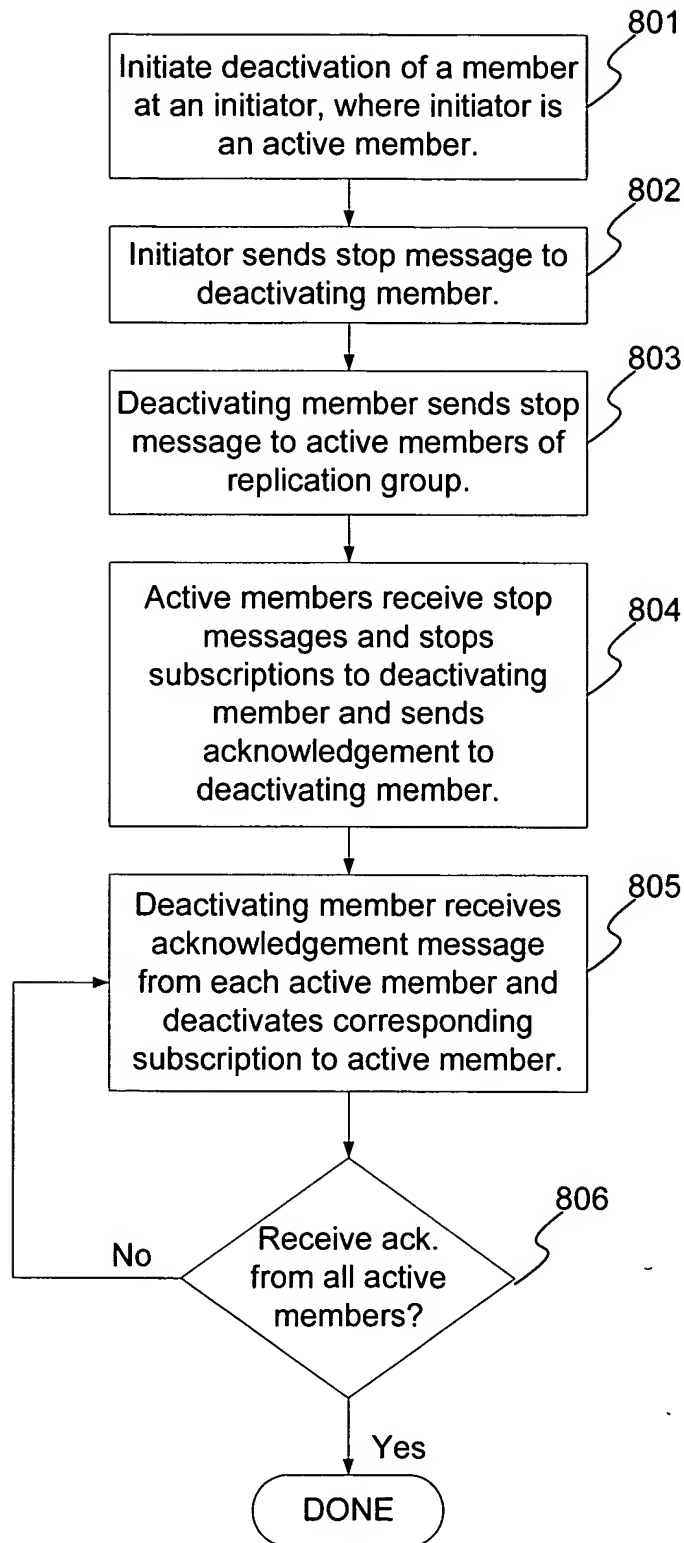 801
Initiate deactivation of a member
at an initiator, where initiator is
an active member.
802
Initiator sends stop message to
deactivating member.
803
Deactivating member sends stop
message to active members of
replication group.
804
Active members receive stop
messages and stops
subscriptions to deactivating
member and sends
acknowledgement to
deactivating member.
805
Deactivating member receives
acknowledgement message
from each active member and
deactivates corresponding
subscription to active member.
806
Receive ack.
from all active
members?
No
Yes
DONE